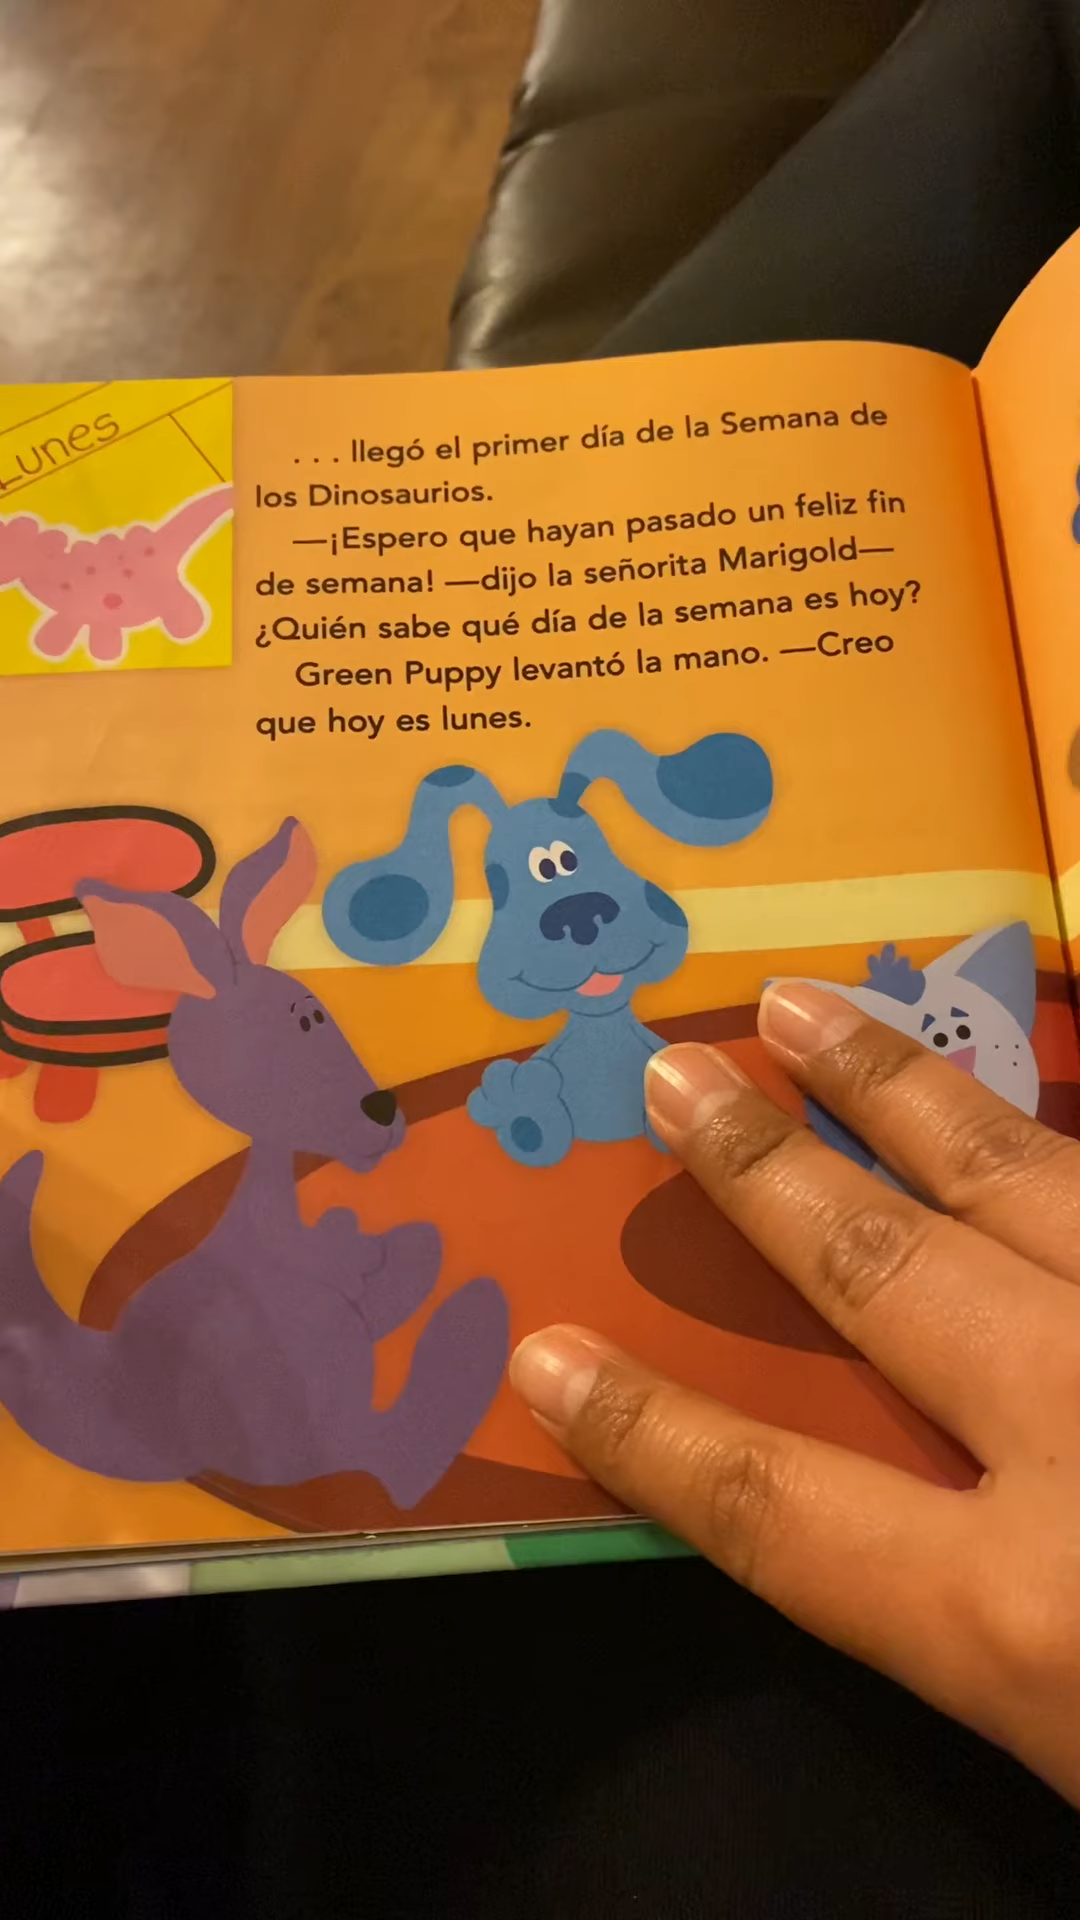 Lunes
. . . llegó el primer día de la Semana de
los Dinosaurios.
—¡Espero que hayan pasado un feliz fin
de semana! —dijo la señorita Marigold—
¿Quién sabe qué día de la semana es hoy?
Green Puppy levantó la mano. —Creo
que hoy es lunes.